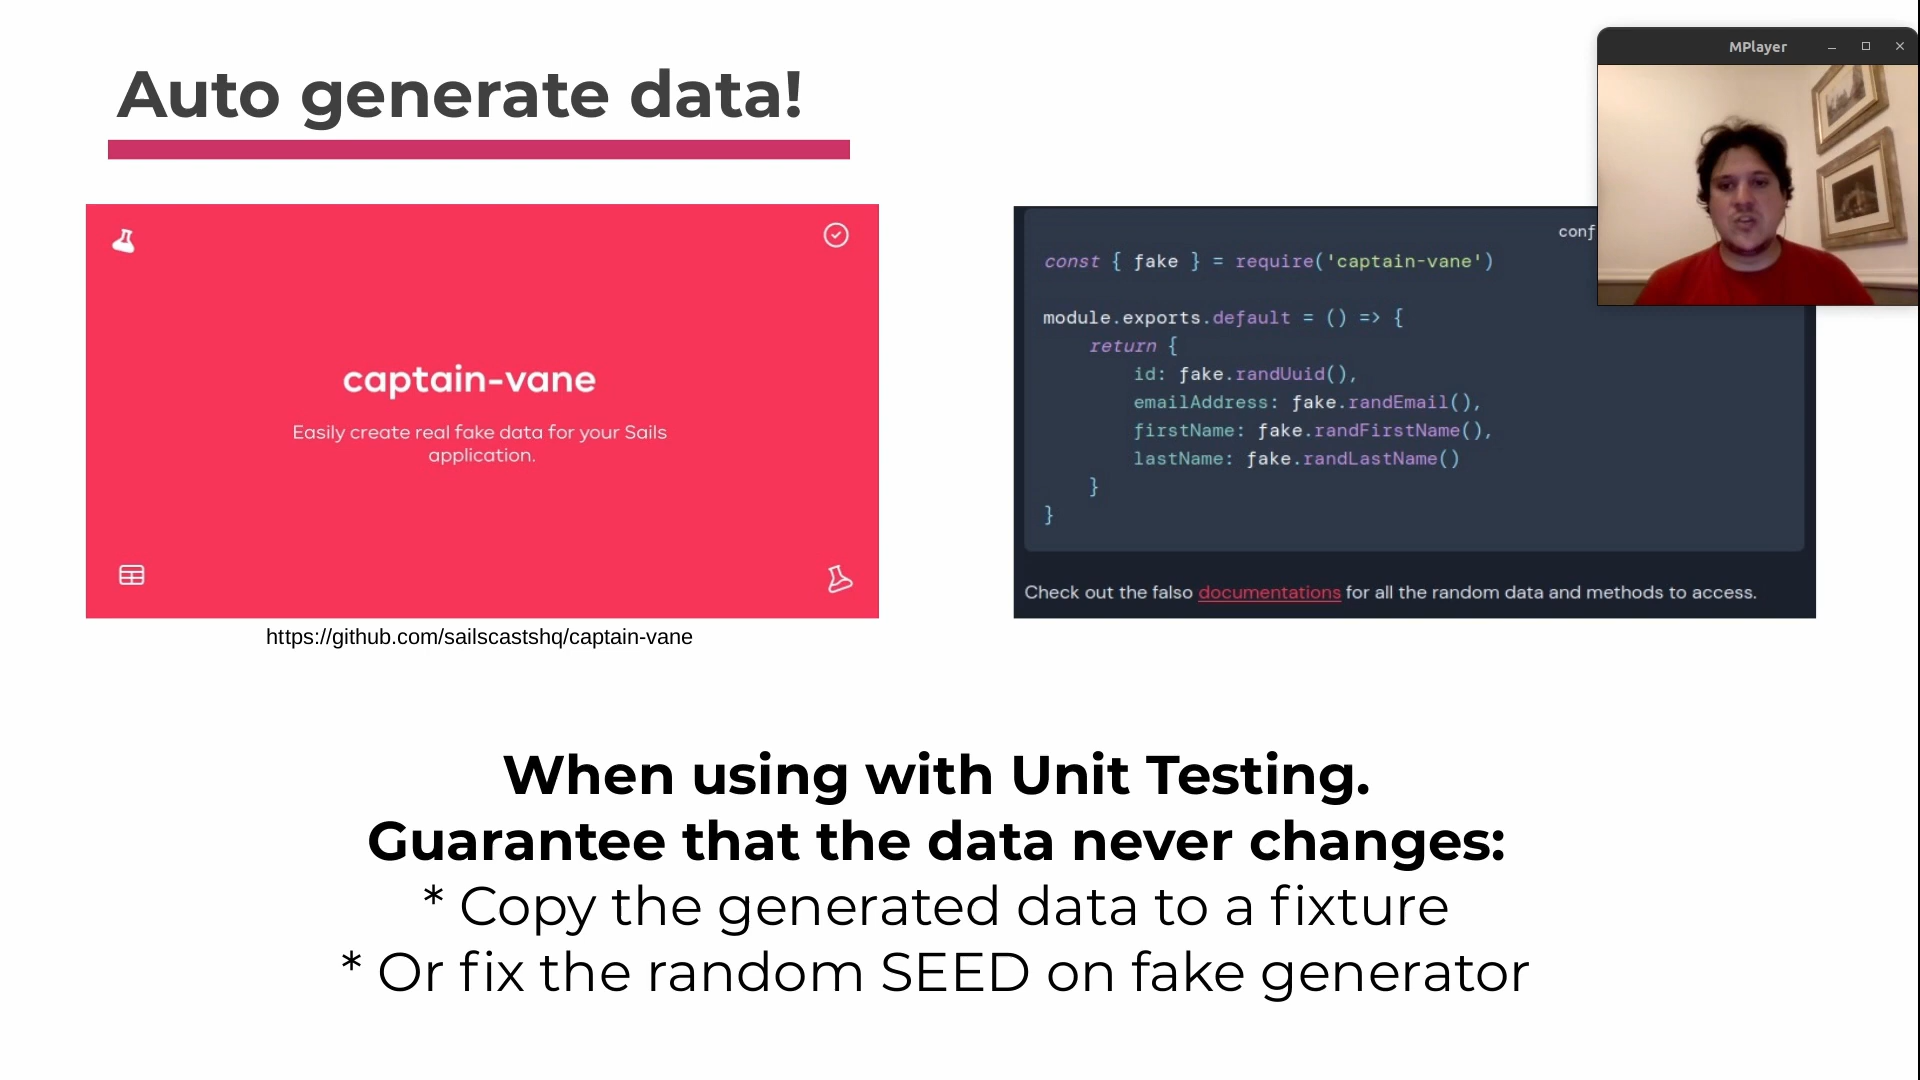 Auto generate data!
MPlayer
captain-vane
Easily create real fake data for your Sails
application.
https://github.com/sailscastshq/captain-vane
conf
const { fake } = require('captain-vane')
module.exports.default = () => {
return {
id: fake.randUuid(),
emailAddress: fake.randEmail(),
firstName: fake.randFirstName(),
lastName: fake.randLastName()
}
}
Check out the falso documentations for all the random data and methods to access.
When using with Unit Testing.
Guarantee that the data never changes:
* Copy the generated data to a fixture
* Or fix the random SEED on fake generator